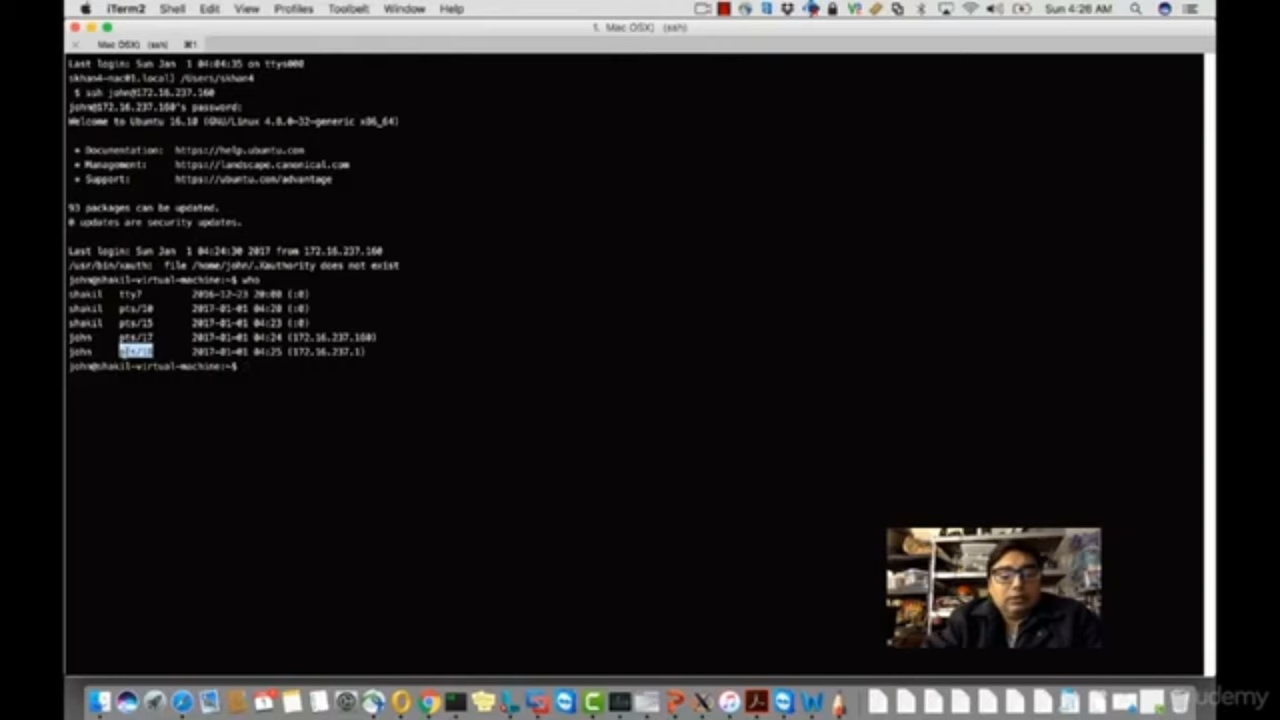 iTerm2 Shell Edit View Profiles Toolbelt Window Help Sun 4:26 AM
1. Mac OSX) (ssh)
Mac OSX) (ssh) ⌘1
Last login: Sun Jan 1 04:04:35 on ttys000
skhan4-mac01.local) /Users/skhan4
$ ssh john@172.16.237.160
john@172.16.237.160's password:
Welcome to Ubuntu 16.10 (GNU/Linux 4.8.0-32-generic x86_64)
* Documentation: https://help.ubuntu.com
* Management: https://landscape.canonical.com
* Support: https://ubuntu.com/advantage
93 packages can be updated.
0 updates are security updates.
Last login: Sun Jan 1 04:24:30 2017 from 172.16.237.160
/usr/bin/xauth: file /home/john/.Xauthority does not exist
john@shakil-virtual-machine:~$ who
shakil tty7 2016-12-23 20:08 (:0)
shakil pts/10 2017-01-01 04:20 (:0)
shakil pts/15 2017-01-01 04:23 (:0)
john pts/17 2017-01-01 04:24 (172.16.237.160)
john pts/18 2017-01-01 04:25 (172.16.237.1)
john@shakil-virtual-machine:~$
udemy